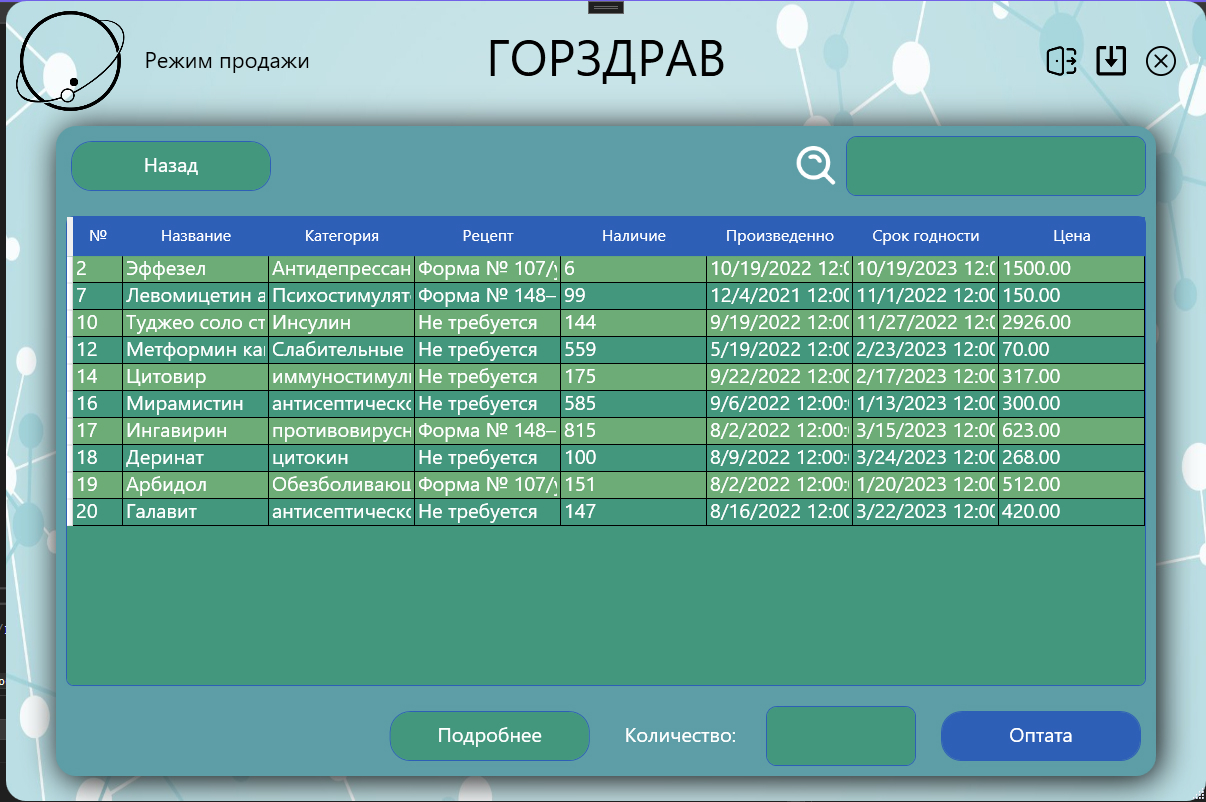 Режим продажи
ГОРЗДРАВ
Назад
№ Название Категория Рецепт Наличие Произведенно Срок годности Цена
2 Эффезел Антидепрессан Форма № 107/у 6 10/19/2022 12:0 10/19/2023 12:0 1500.00
7 Левомицетин а Психостимулят Форма № 148– 99 12/4/2021 12:00 11/1/2022 12:00 150.00
10 Туджео соло ст Инсулин Не требуется 144 9/19/2022 12:00 11/27/2022 12:0 2926.00
12 Метформин ка Слабительные Не требуется 559 5/19/2022 12:00 2/23/2023 12:00 70.00
14 Цитовир иммуностимул Не требуется 175 9/22/2022 12:00 2/17/2023 12:00 317.00
16 Мирамистин антисептическ Не требуется 585 9/6/2022 12:00: 1/13/2023 12:00 300.00
17 Ингавирин противовирусн Форма № 148– 815 8/2/2022 12:00: 3/15/2023 12:00 623.00
18 Деринат цитокин Не требуется 100 8/9/2022 12:00: 3/24/2023 12:00 268.00
19 Арбидол Обезболивающ Форма № 107/у 151 8/2/2022 12:00: 1/20/2023 12:00 512.00
20 Галавит антисептическ Не требуется 147 8/16/2022 12:00 3/22/2023 12:00 420.00
Подробнее Количество: Оптата